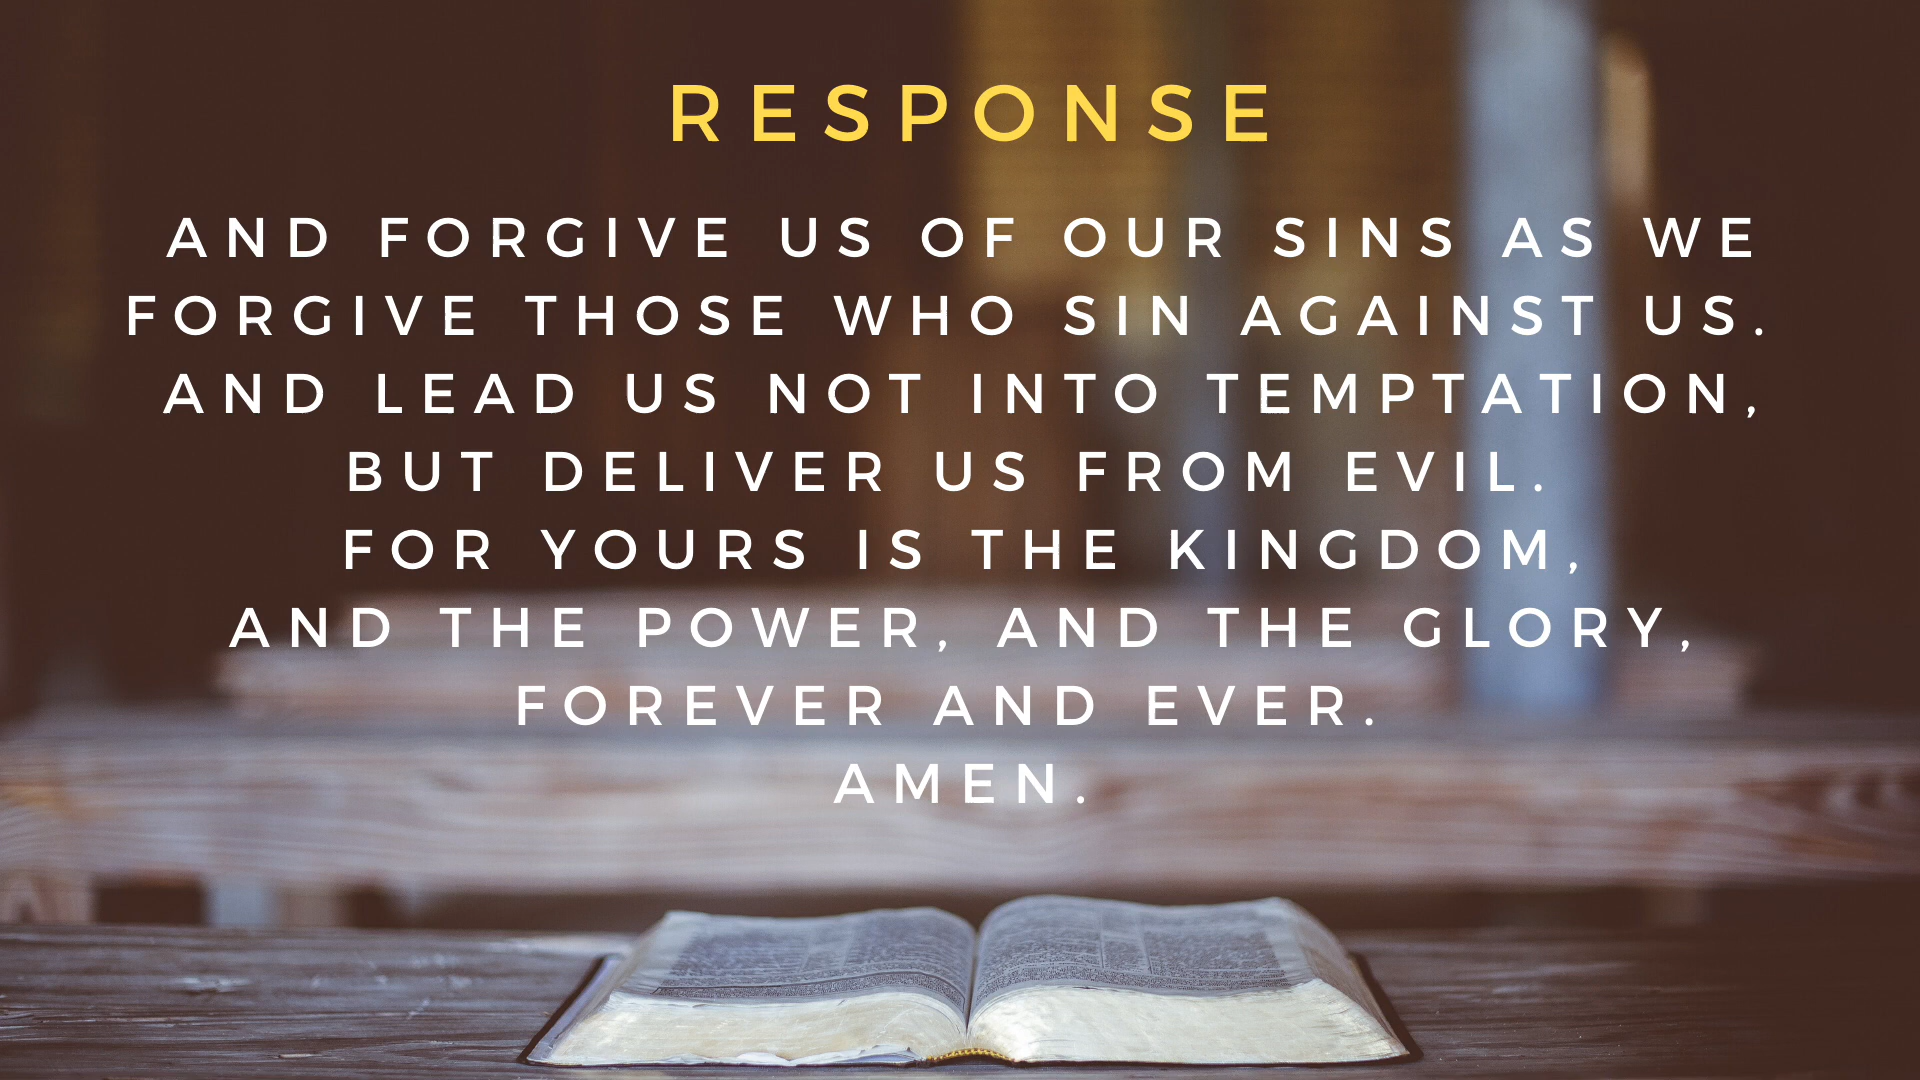 RESPONSE
AND FORGIVE US OF OUR SINS AS WE
FORGIVE THOSE WHO SIN AGAINST US.
AND LEAD US NOT INTO TEMPTATION,
BUT DELIVER US FROM EVIL.
FOR YOURS IS THE KINGDOM,
AND THE POWER, AND THE GLORY,
FOREVER AND EVER.
AMEN.